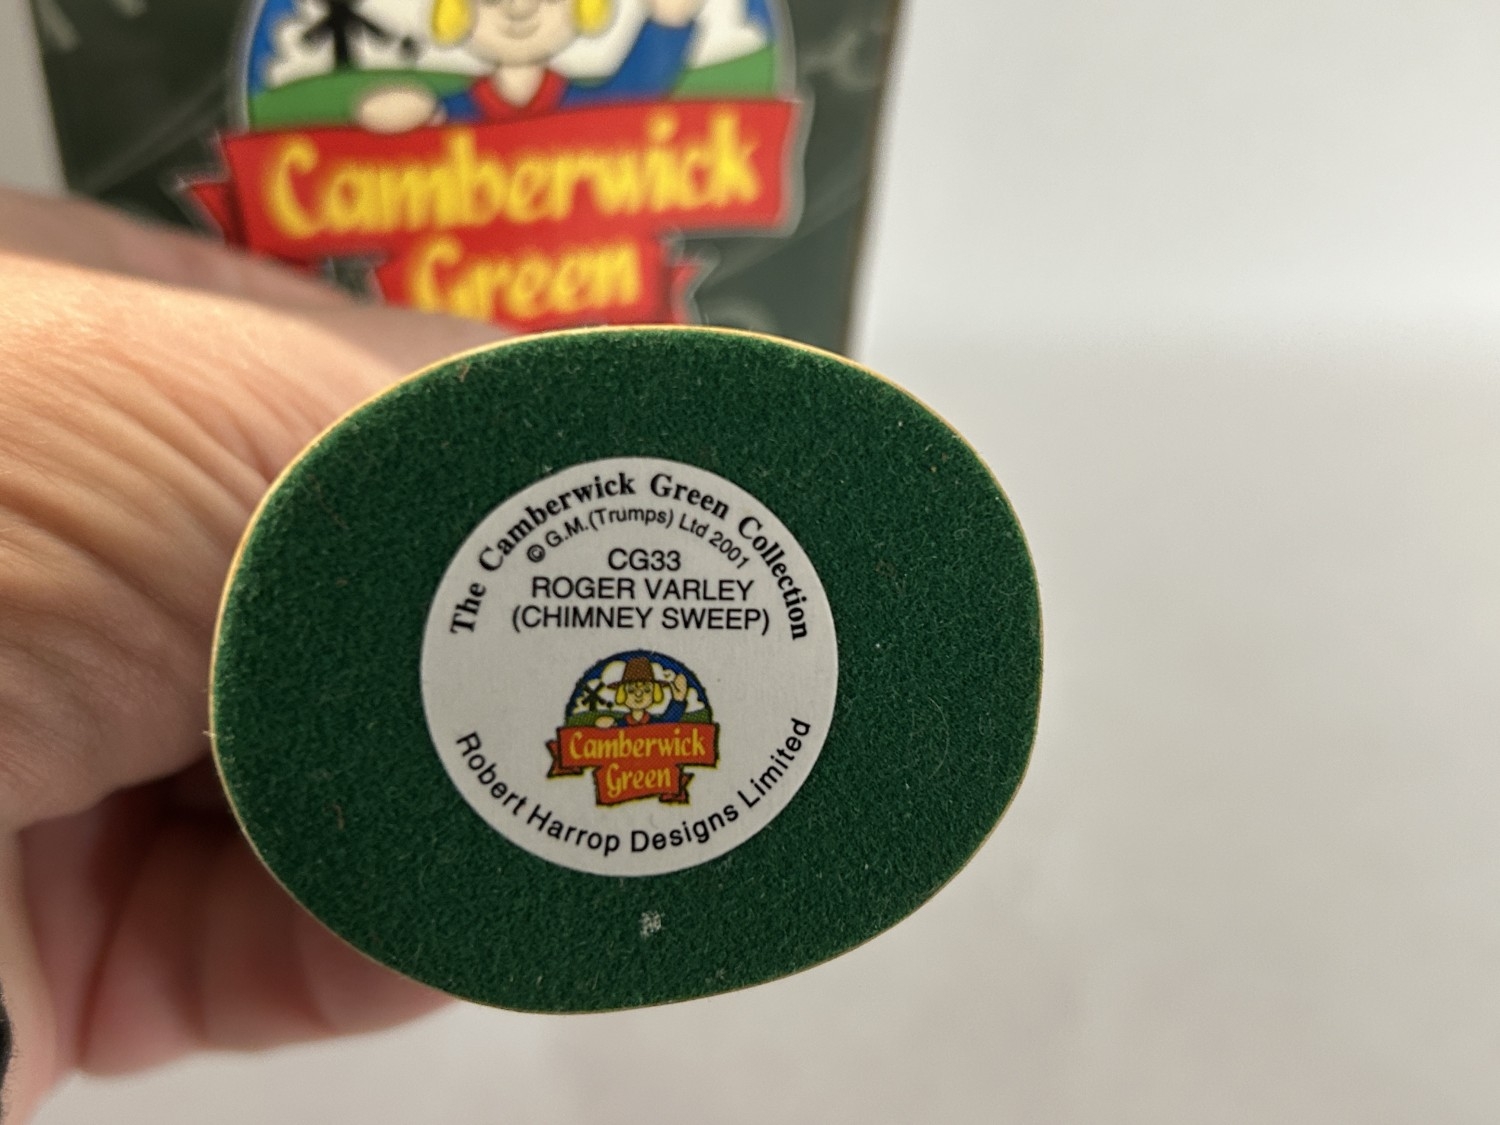 Camberwick
Green
The Camberwick Green Collection
© G.M.(Trumps) Ltd 2001
CG33
ROGER VARLEY
(CHIMNEY SWEEP)
Camberwick
Green
Robert Harrop Designs Limited